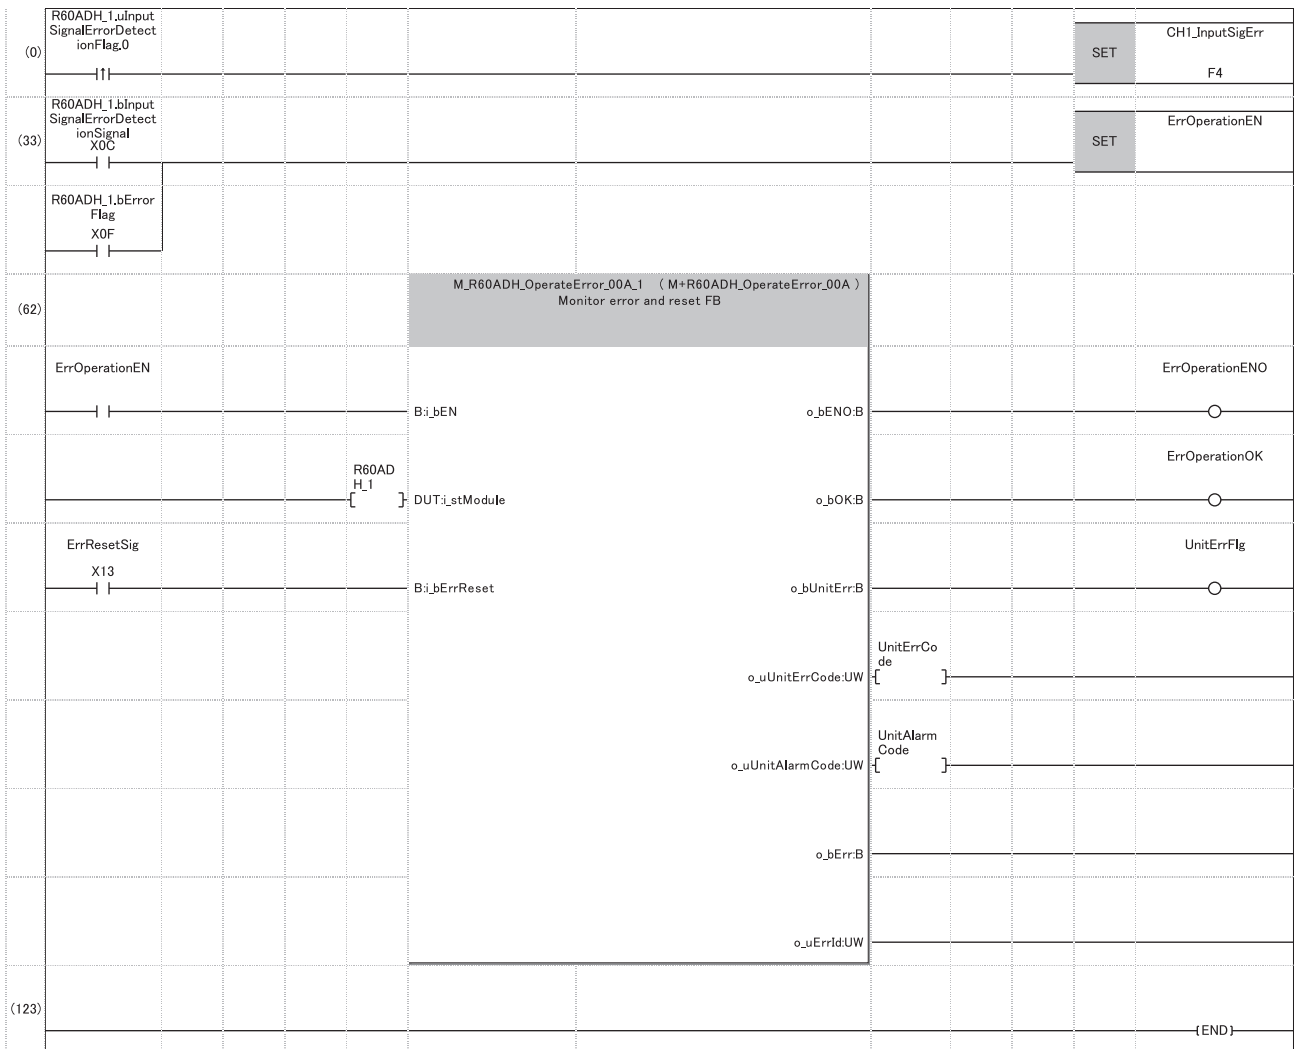 R60ADH_1.uInput
SignalErrorDetect
ionFlag.0
CH1_InputSigErr
(0)
SET
F4
R60ADH_1.bInput
SignalErrorDetect
ionSignal
X0C
ErrOperationEN
(33)
SET
R60ADH_1.bError
Flag
X0F
M_R60ADH_OperateError_00A_1 ( M+R60ADH_OperateError_00A )
Monitor error and reset FB
(62)
ErrOperationEN
ErrOperationENO
B:i_bEN
o_bENO:B
R60AD
H_1
ErrOperationOK
DUT:i_stModule
o_bOK:B
ErrResetSig
X13
UnitErrFlg
B:i_bErrReset
o_bUnitErr:B
UnitErrCo
de
o_uUnitErrCode:UW
UnitAlarm
Code
o_uUnitAlarmCode:UW
o_bErr:B
o_uErrId:UW
(123)
{END}